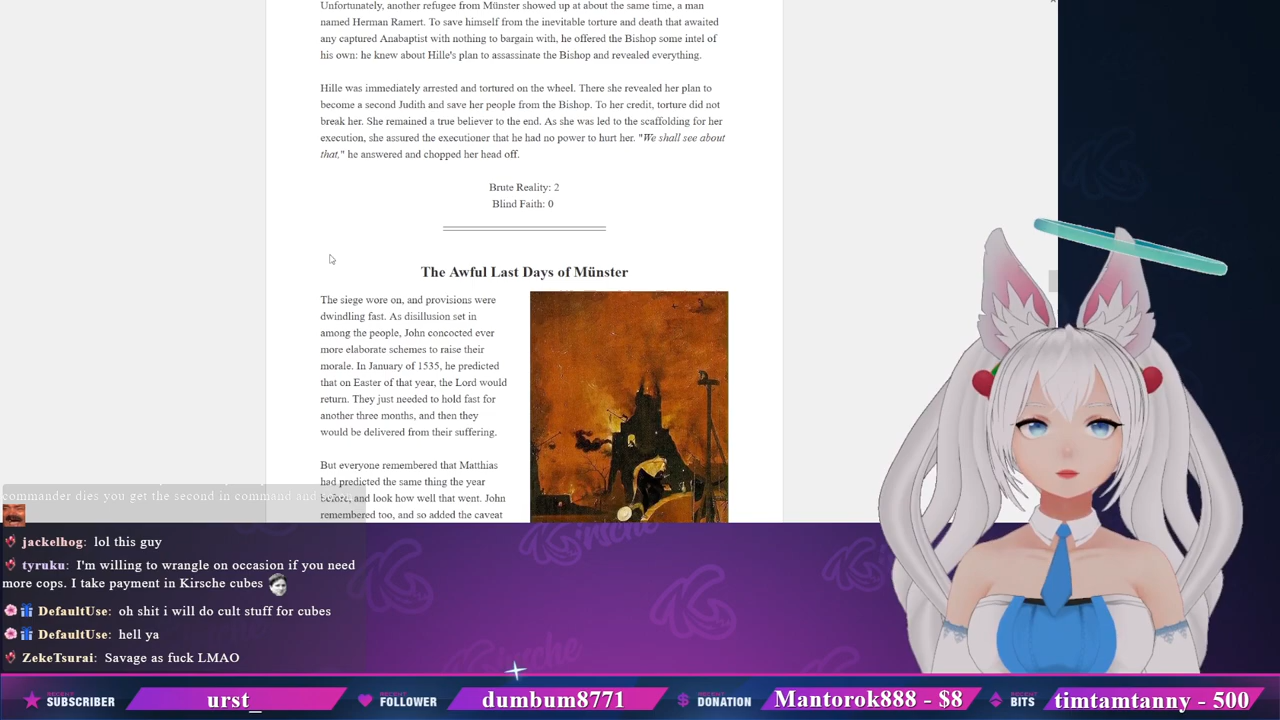 Unfortunately, another refugee from Münster showed up at about the same time, a man
named Herman Ramert. To save himself from the inevitable torture and death that awaited
any captured Anabaptist with nothing to bargain with, he offered the Bishop some intel of
his own: he knew about Hille's plan to assassinate the Bishop and revealed everything.
Hille was immediately arrested and tortured on the wheel. There she revealed her plan to
become a second Judith and save her people from the Bishop. To her credit, torture did not
break her. She remained a true believer to the end. As she was led to the scaffolding for her
execution, she assured the executioner that he had no power to hurt her. "We shall see about
that," he answered and chopped her head off.
Brute Reality: 2
Blind Faith: 0
The Awful Last Days of Münster
The siege wore on, and provisions were
dwindling fast. As disillusion set in
among the people, John concocted ever
more elaborate schemes to raise their
morale. In January of 1535, he predicted
that on Easter of that year, the Lord would
return. They just needed to hold fast for
another three months, and then they
would be delivered from their suffering.
But everyone remembered that Matthias
had predicted the same thing the year
before, and look how well that went. John
remembered too, and so added the caveat
commander dies you get the second in command and
jackelhog: lol this guy
tyruku: I'm willing to wrangle on occasion if you need
more cops. I take payment in Kirsche cubes
DefaultUse: oh shit i will do cult stuff for cubes
DefaultUse: hell ya
ZekeTsurai: Savage as fuck LMAO
Kirsche
RECENT SUBSCRIBER urst_
RECENT FOLLOWER dumbum8771
RECENT DONATION Mantorok888 - $8
RECENT BITS timtamtanny - 500